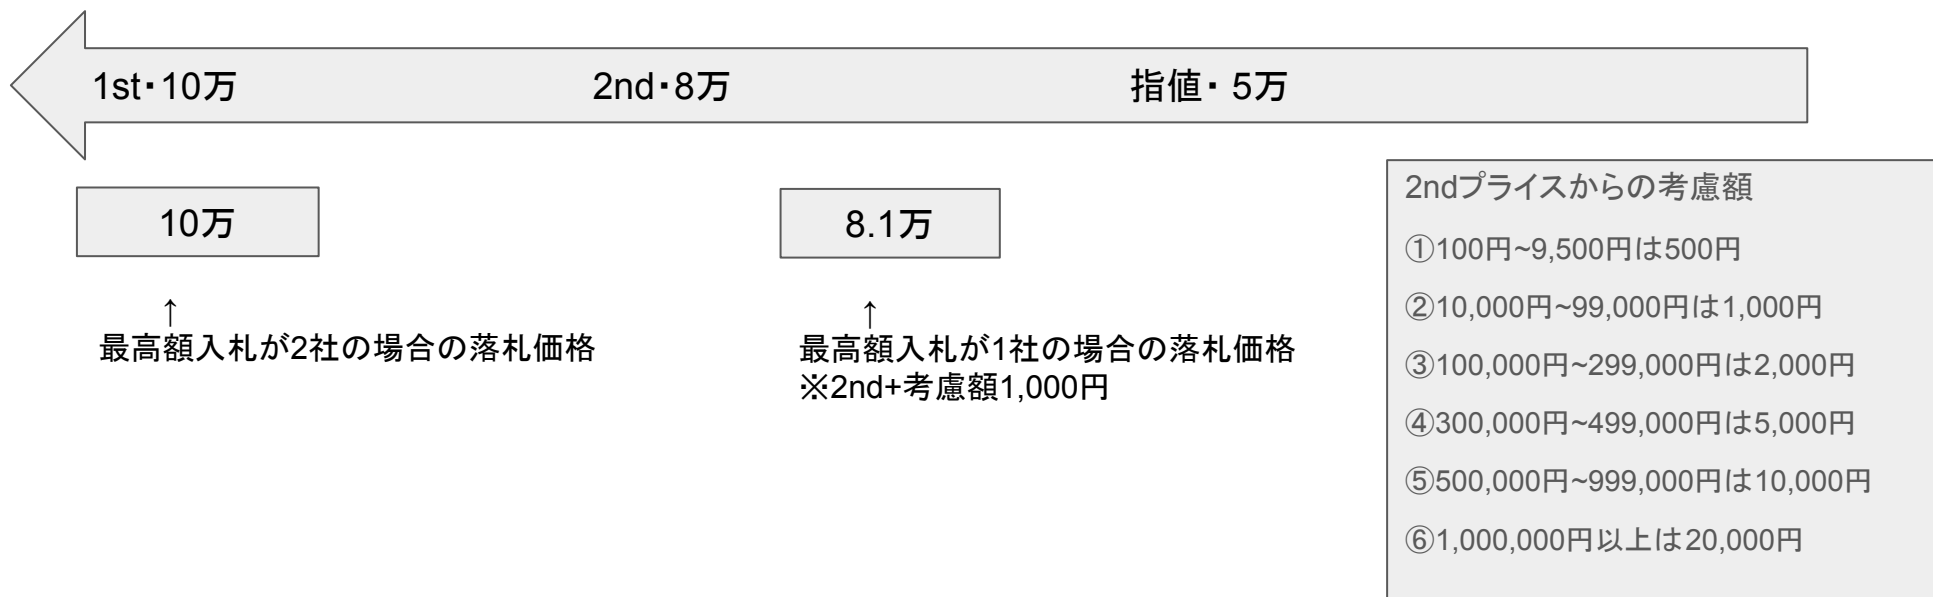 1st・10万 2nd・8万 指値・5万
10万
8.1万
↑
最高額入札が2社の場合の落札価格
↑
最高額入札が1社の場合の落札価格
※2nd+考慮額1,000円
2ndプライスからの考慮額
①100円~9,500円は500円
②10,000円~99,000円は1,000円
③100,000円~299,000円は2,000円
④300,000円~499,000円は5,000円
⑤500,000円~999,000円は10,000円
⑥1,000,000円以上は20,000円